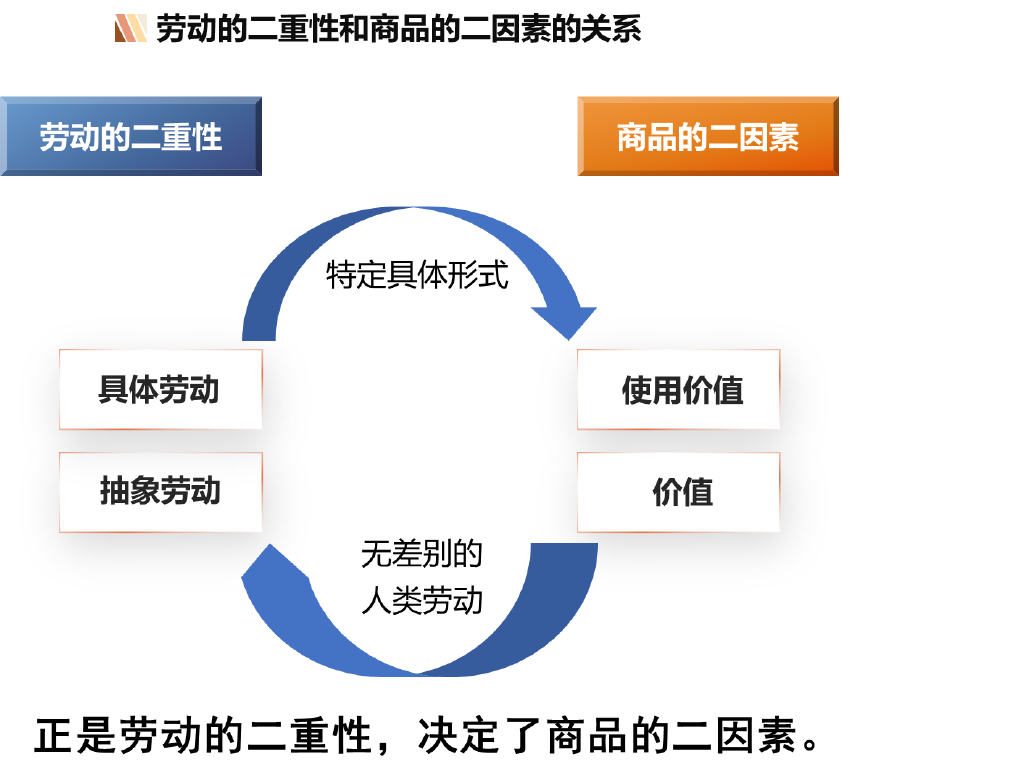 劳动的二重性和商品的二因素的关系
劳动的二重性
商品的二因素
特定具体形式
具体劳动
使用价值
抽象劳动
价值
无差别的
人类劳动
正是劳动的二重性，决定了商品的二因素。